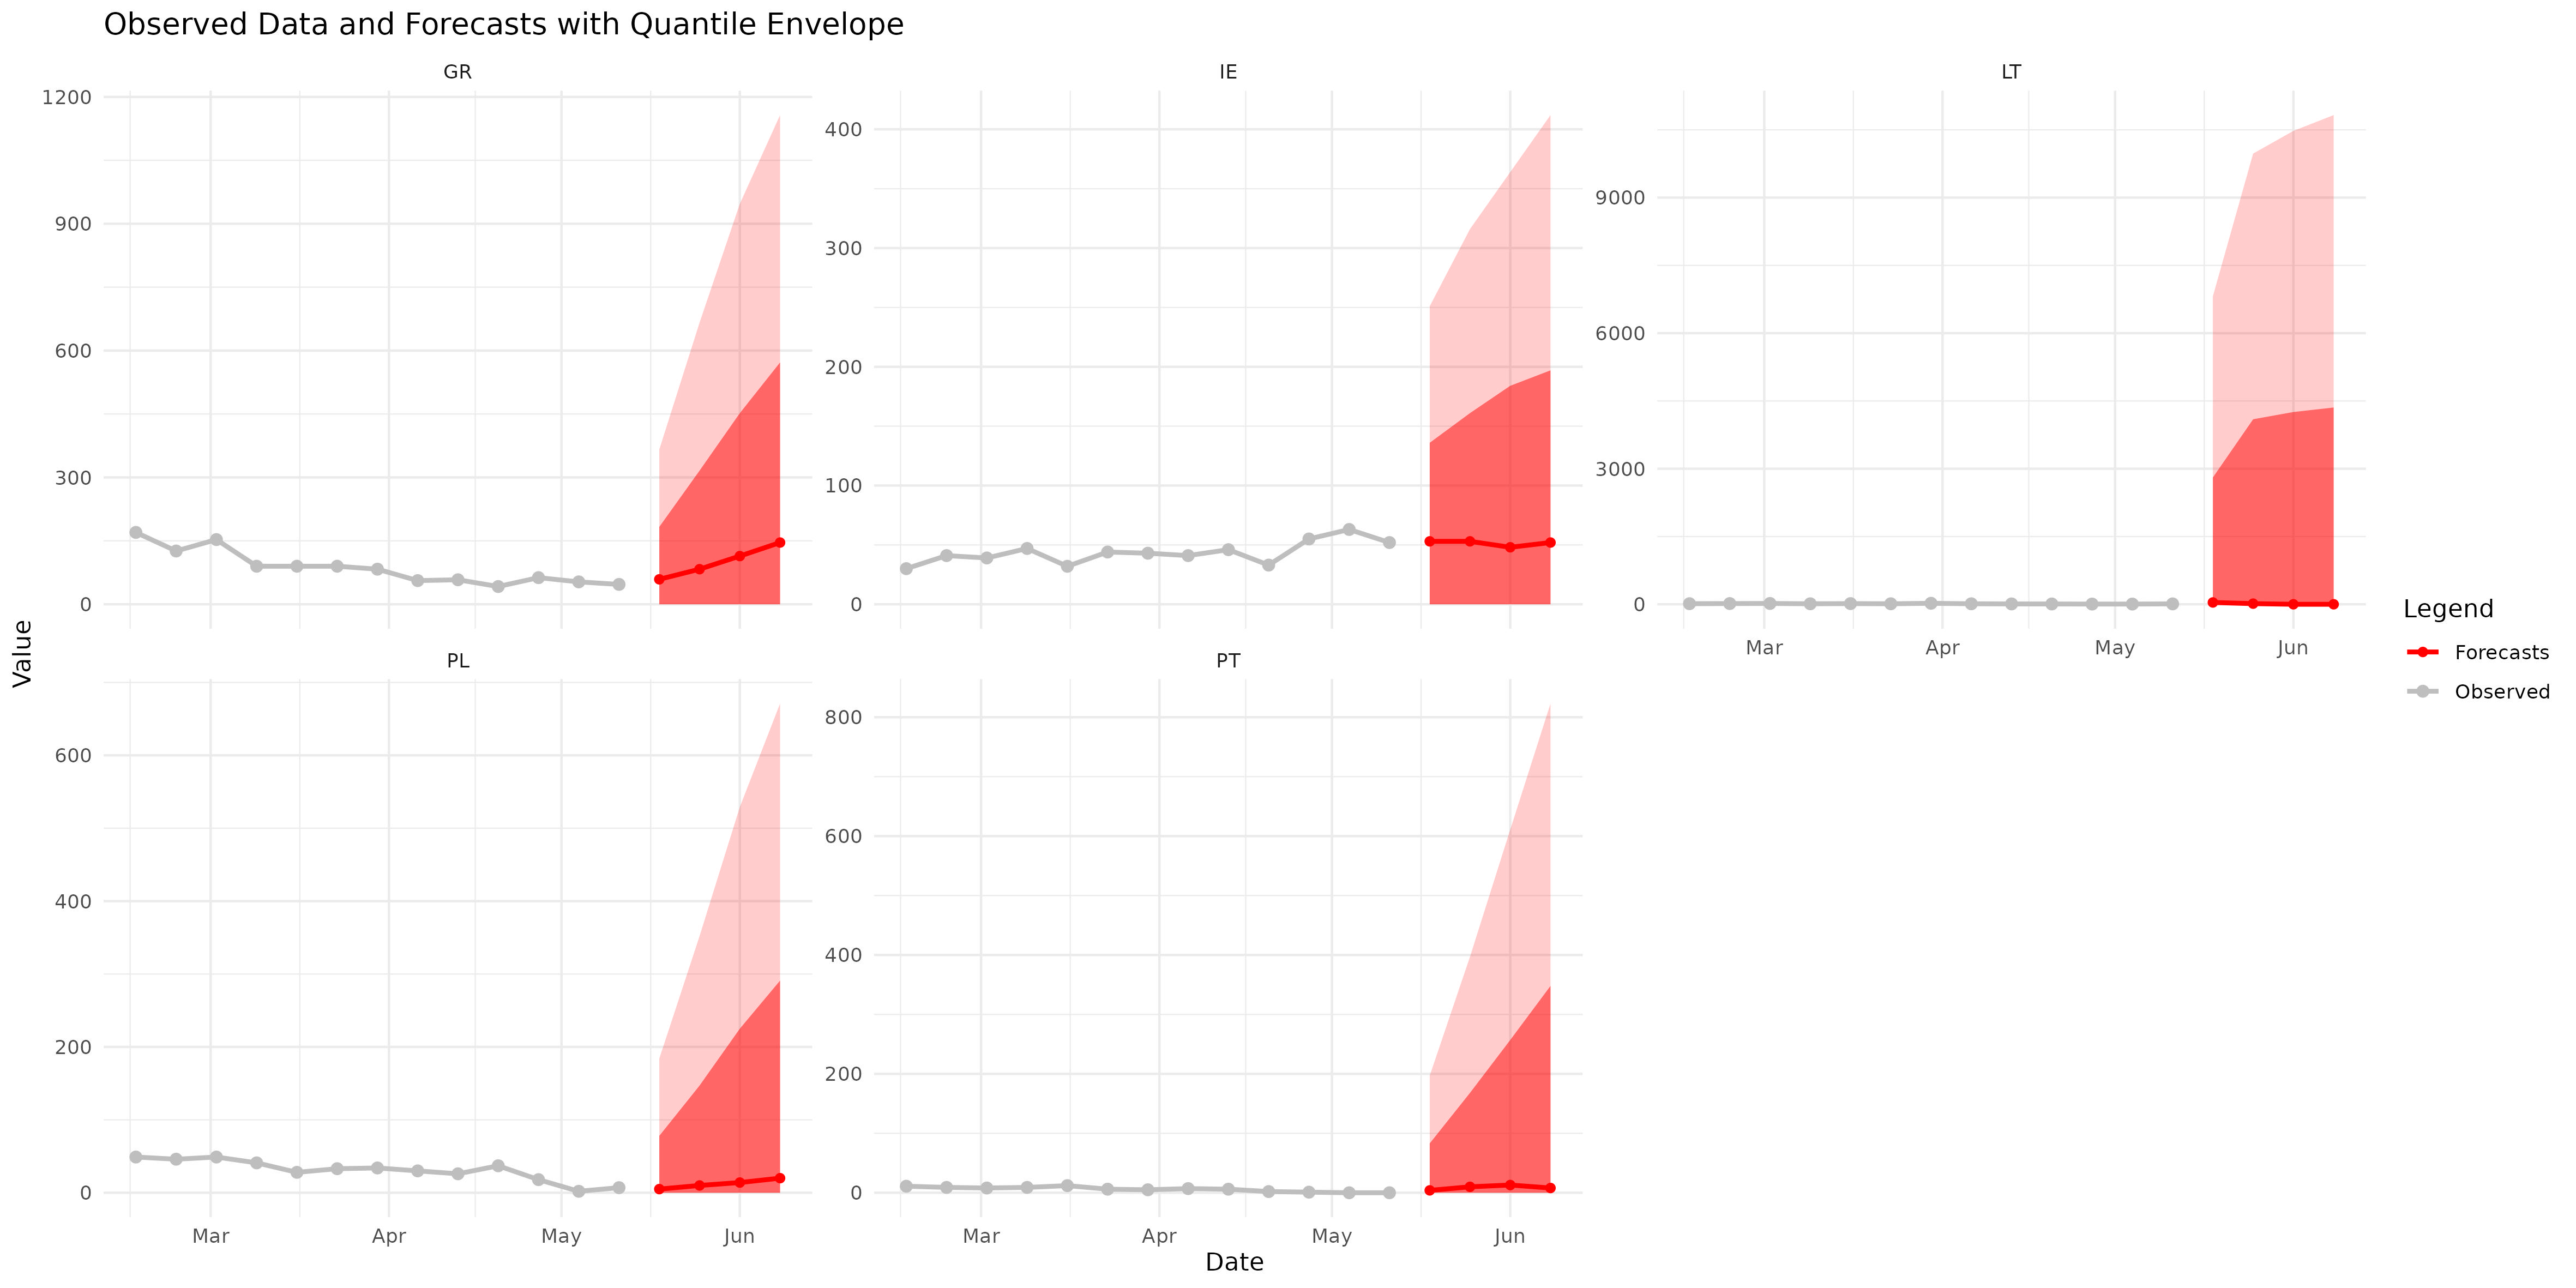 Observed Data and Forecasts with Quantile Envelope
GR
IE
LT
1200
900
600
300
0
400
300
200
100
0
9000
6000
3000
0
Mar
Apr
May
Jun
PL
PT
600
400
200
0
800
600
400
200
0
Mar
Apr
May
Jun
Mar
Apr
May
Jun
Value
Date
Legend
Forecasts
Observed